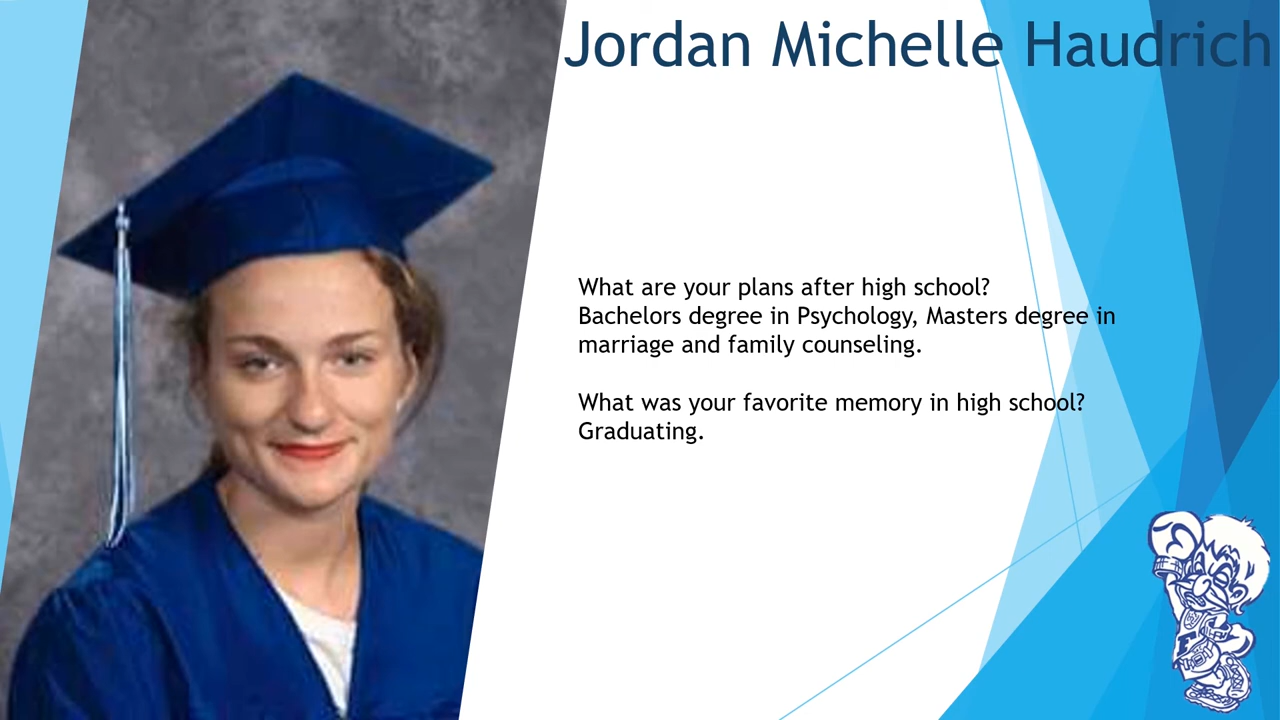 Jordan Michelle Haudrich
What are your plans after high school?
Bachelors degree in Psychology, Masters degree in
marriage and family counseling.
What was your favorite memory in high school?
Graduating.